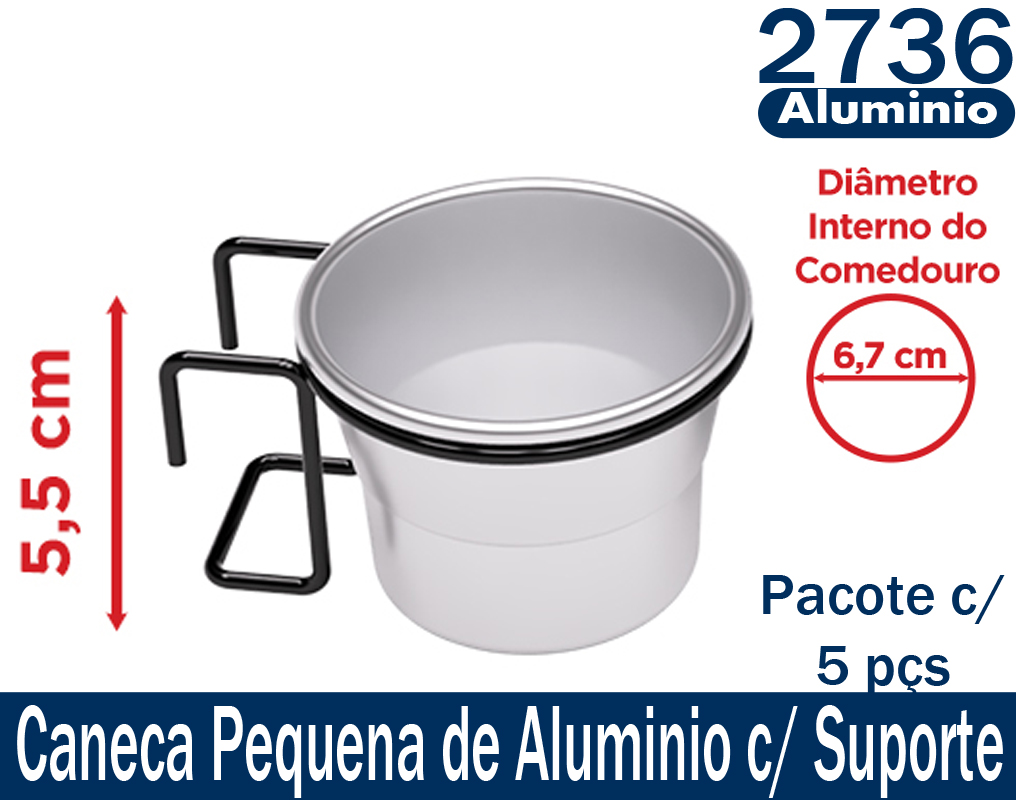 2736
Aluminio
Diâmetro
Interno do
Comedouro
6,7 cm
5,5 cm
Pacote c/
5 pçs
Caneca Pequena de Aluminio c/ Suporte